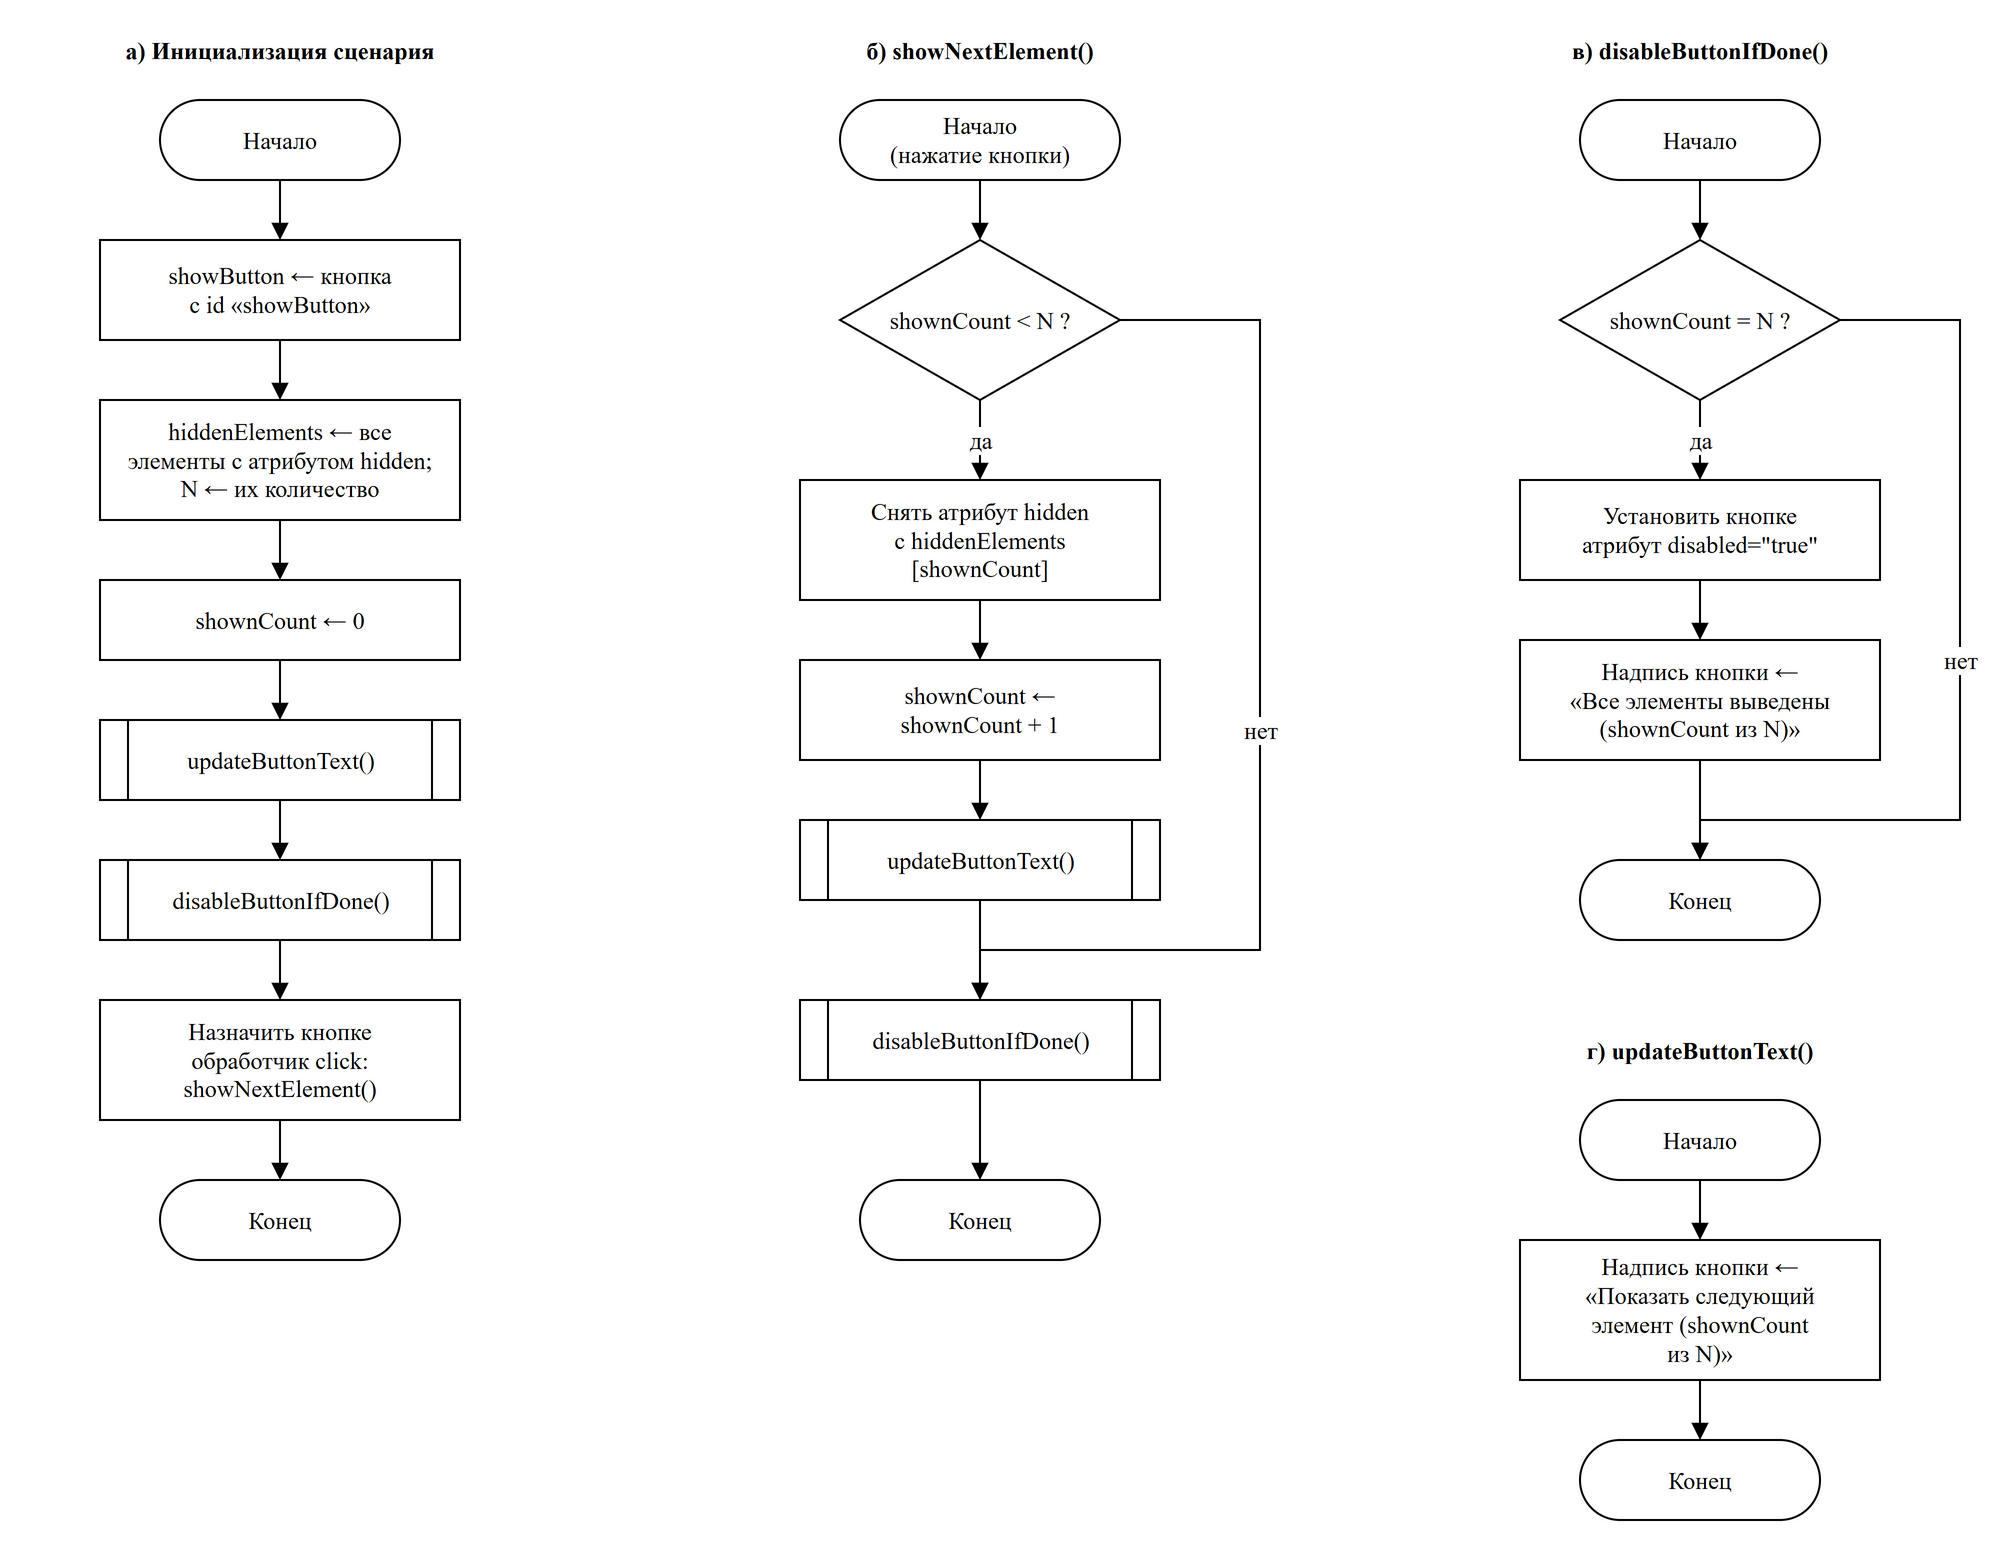 а) Инициализация сценария
Начало
showButton ← кнопка
с id «showButton»
hiddenElements ← все
элементы с атрибутом hidden;
N ← их количество
shownCount ← 0
updateButtonText()
disableButtonIfDone()
Назначить кнопке
обработчик click:
showNextElement()
Конец
б) showNextElement()
Начало
(нажатие кнопки)
shownCount < N ?
да
нет
Снять атрибут hidden
с hiddenElements
[shownCount]
shownCount ←
shownCount + 1
updateButtonText()
disableButtonIfDone()
Конец
в) disableButtonIfDone()
Начало
shownCount = N ?
да
нет
Установить кнопке
атрибут disabled="true"
Надпись кнопки ←
«Все элементы выведены
(shownCount из N)»
Конец
г) updateButtonText()
Начало
Надпись кнопки ←
«Показать следующий
элемент (shownCount
из N)»
Конец